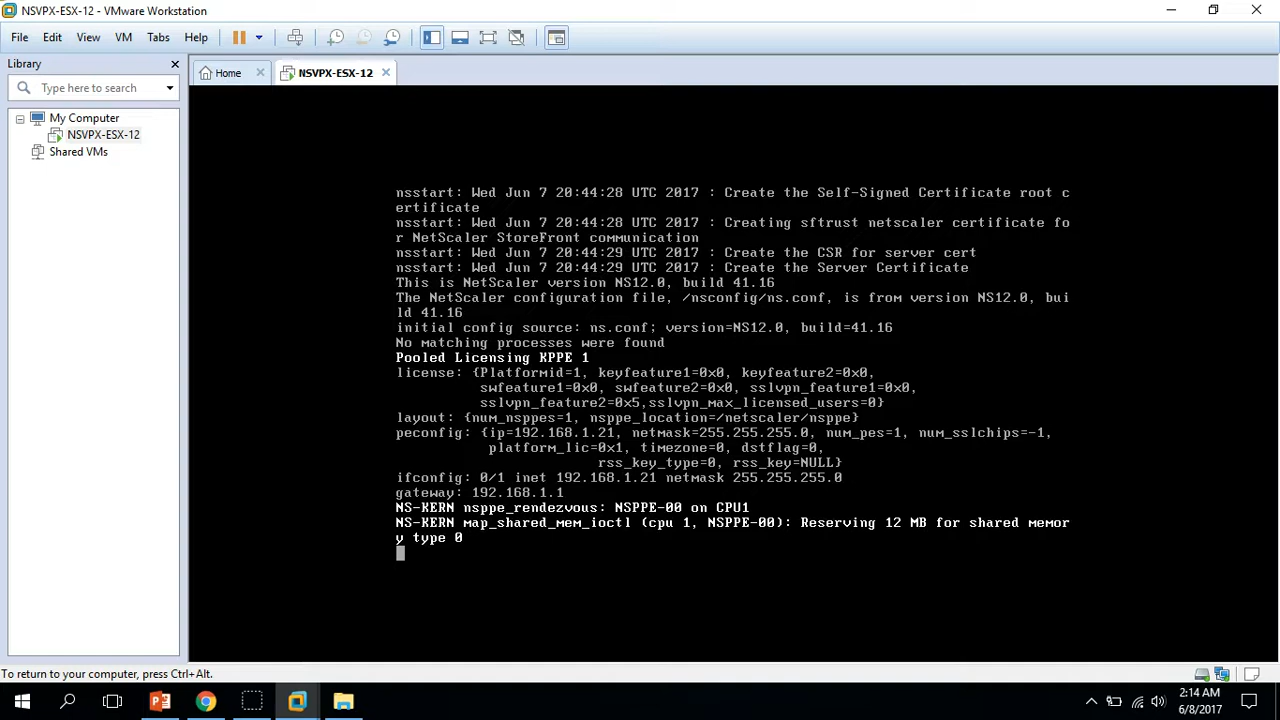 NSVPX-ESX-12 - VMware Workstation
File Edit View VM Tabs Help
Library
Type here to search
My Computer
NSVPX-ESX-12
Shared VMs
Home
NSVPX-ESX-12
nsstart: Wed Jun 7 20:44:28 UTC 2017 : Create the Self-Signed Certificate root c
ertificate
nsstart: Wed Jun 7 20:44:28 UTC 2017 : Creating sftrust netscaler certificate fo
r NetScaler StoreFront communication
nsstart: Wed Jun 7 20:44:29 UTC 2017 : Create the CSR for server cert
nsstart: Wed Jun 7 20:44:29 UTC 2017 : Create the Server Certificate
This is NetScaler version NS12.0, build 41.16
The NetScaler configuration file, /nsconfig/ns.conf, is from version NS12.0, bui
ld 41.16
initial config source: ns.conf; version=NS12.0, build=41.16
No matching processes were found
Pooled Licensing KPPE 1
license: {Platformid=1, keyfeature1=0x0, keyfeature2=0x0,
swfeature1=0x0, swfeature2=0x0, sslvpn_feature1=0x0,
sslvpn_feature2=0x5,sslvpn_max_licensed_users=0}
layout: {num_nsppes=1, nsppe_location=/netscaler/nsppe}
peconfig: {ip=192.168.1.21, netmask=255.255.255.0, num_pes=1, num_sslchips=-1,
platform_lic=0x1, timezone=0, dstflag=0,
rss_key_type=0, rss_key=NULL}
ifconfig: 0/1 inet 192.168.1.21 netmask 255.255.255.0
gateway: 192.168.1.1
NS-KERN nsppe_rendezvous: NSPPE-00 on CPU1
NS-KERN map_shared_mem_ioctl (cpu 1, NSPPE-00): Reserving 12 MB for shared memor
y type 0
To return to your computer, press Ctrl+Alt.
2:14 AM
6/8/2017